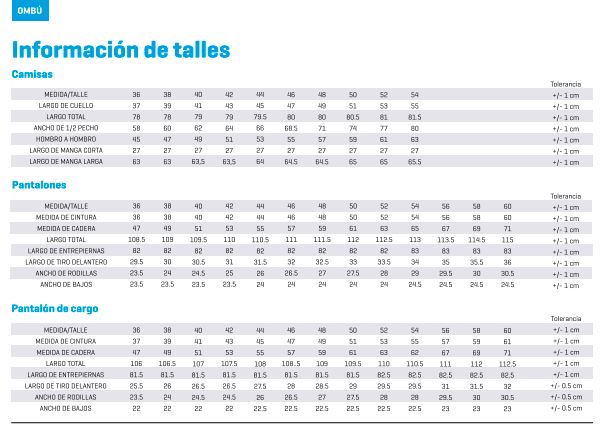 OMBÚ
Información de talles
Camisas
Tolerancia
MEDIDA/TALLE 36 38 40 42 44 46 48 50 52 54 +/- 1 cm
LARGO DE CUELLO 37 39 41 43 45 47 49 51 53 55 +/- 1 cm
LARGO TOTAL 78 78 79 79 79.5 80 80 80.5 81 81.5 +/- 1 cm
ANCHO DE 1/2 PECHO 58 60 62 64 66 68.5 71 74 77 80 +/- 1 cm
HOMBRO A HOMBRO 45 47 49 51 53 55 57 59 61 63 +/- 1 cm
LARGO DE MANGA CORTA 27 27 27 27 27 27 27 27 27 27 +/- 1 cm
LARGO DE MANGA LARGA 63 63 63,5 63,5 64 64.5 64.5 65 65 65.5 +/- 1 cm
Pantalones
Tolerancia
MEDIDA/TALLE 36 38 40 42 44 46 48 50 52 54 56 58 60 +/- 1 cm
MEDIDA DE CINTURA 36 38 40 42 44 46 48 50 52 54 56 58 60 +/- 1 cm
MEDIDA DE CADERA 47 49 51 53 55 57 59 61 63 65 67 69 71 +/- 1 cm
LARGO TOTAL 108.5 109 109.5 110 110.5 111 111.5 112 112.5 113 113.5 114.5 115 +/- 1 cm
LARGO DE ENTREPIERNAS 82 82 82 82 82 82 82 82 82 82 83 83 83 83 +/- 1 cm
LARGO DE TIRO DELANTERO 29.5 30 30.5 31 31.5 32 32.5 33 33.5 34 35 35.5 36 +/- 1 cm
ANCHO DE RODILLAS 23.5 24 24.5 25 26 26.5 27 27.5 28 29 29.5 30 30.5 +/- 1 cm
ANCHO DE BAJOS 23.5 23.5 23.5 23.5 24 24 24 24 24 24.5 24.5 24.5 24.5 +/- 1 cm
Pantalón de cargo
Tolerancia
MEDIDA/TALLE 36 38 40 42 44 46 48 50 52 54 56 58 60 +/- 1 cm
MEDIDA DE CINTURA 37 39 41 43 45 47 49 51 53 55 57 59 61 +/- 1 cm
MEDIDA DE CADERA 47 49 51 53 55 57 59 61 63 62 67 69 71 +/- 1 cm
LARGO TOTAL 106 106.5 107 107.5 108 108.5 109 109.5 110 110.5 111 112 112.5 +/- 1 cm
LARGO DE ENTREPIERNAS 81.5 81.5 81.5 81.5 81.5 81.5 81.5 81.5 82.5 82.5 82.5 82.5 82.5 +/- 1 cm
LARGO DE TIRO DELANTERO 25.5 26 26.5 26.5 27.5 28 28.5 29 29.5 29.5 31 31.5 32 +/- 0.5 cm
ANCHO DE RODILLAS 23.5 24 24.5 24.5 26 26.5 27 27.5 28 28 29.5 30 30.5 +/- 0.5 cm
ANCHO DE BAJOS 22 22 22 22 22.5 22.5 22.5 22.5 22.5 22.5 23 23 23 +/- 0.5 cm